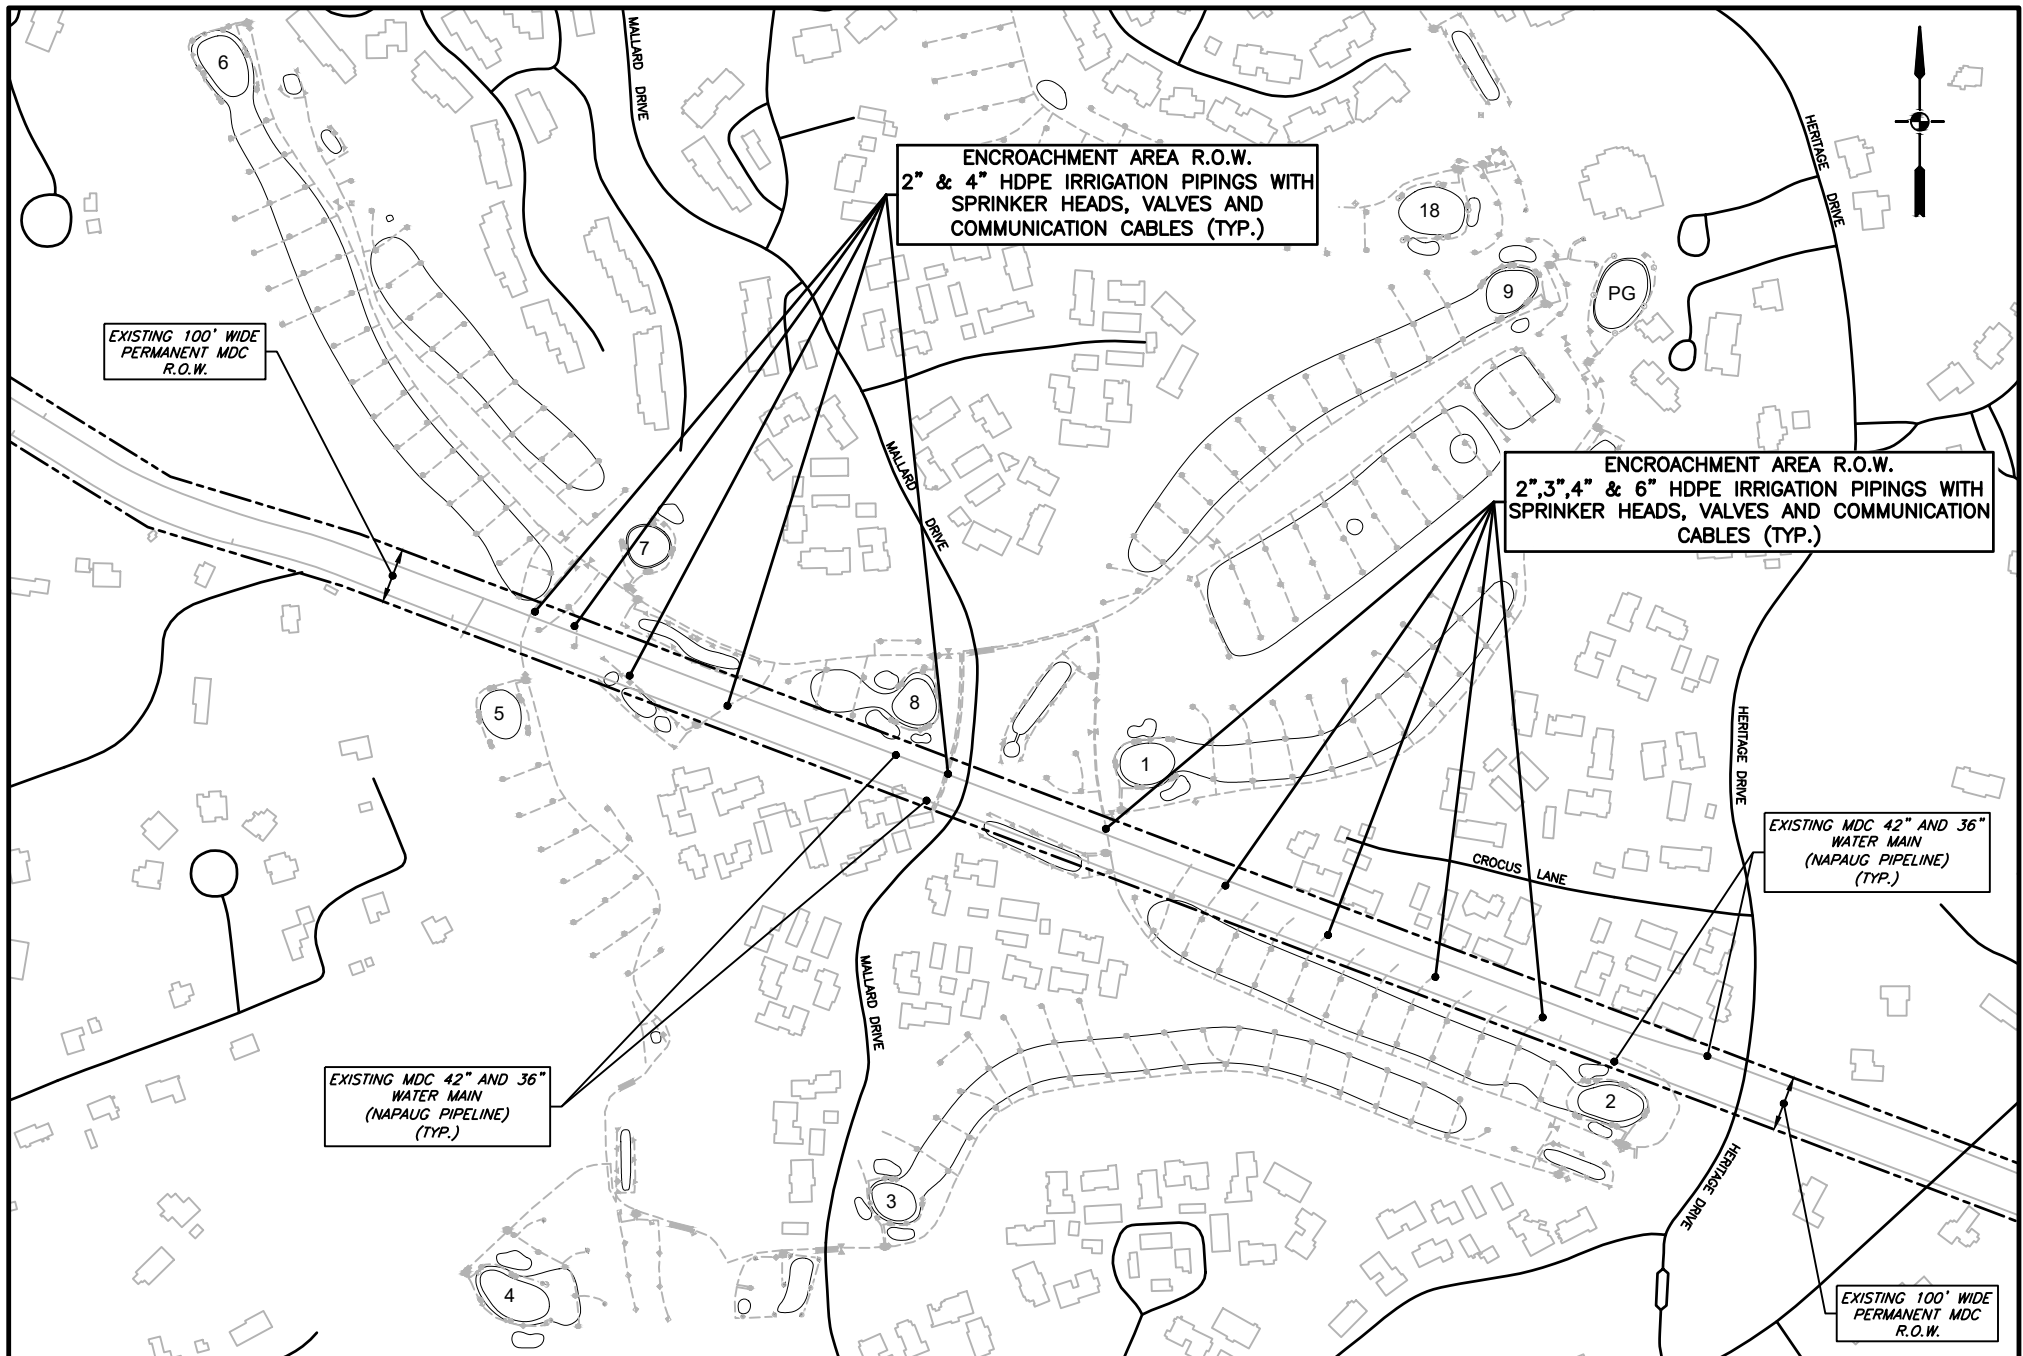 6
MALLARD DRIVE
HERITAGE DRIVE
ENCROACHMENT AREA R.O.W.
2" & 4" HDPE IRRIGATION PIPINGS WITH
SPRINKER HEADS, VALVES AND
COMMUNICATION CABLES (TYP.)
18
9
PG
EXISTING 100' WIDE
PERMANENT MDC
R.O.W.
MALLARD DRIVE
ENCROACHMENT AREA R.O.W.
2",3",4" & 6" HDPE IRRIGATION PIPINGS WITH
SPRINKER HEADS, VALVES AND COMMUNICATION
CABLES (TYP.)
7
5
8
1
HERITAGE DRIVE
EXISTING MDC 42" AND 36"
WATER MAIN
(NAPAUG PIPELINE)
(TYP.)
CROCUS LANE
MALLARD DRIVE
EXISTING MDC 42" AND 36"
WATER MAIN
(NAPAUG PIPELINE)
(TYP.)
2
HERITAGE DRIVE
3
4
EXISTING 100' WIDE
PERMANENT MDC
R.O.W.